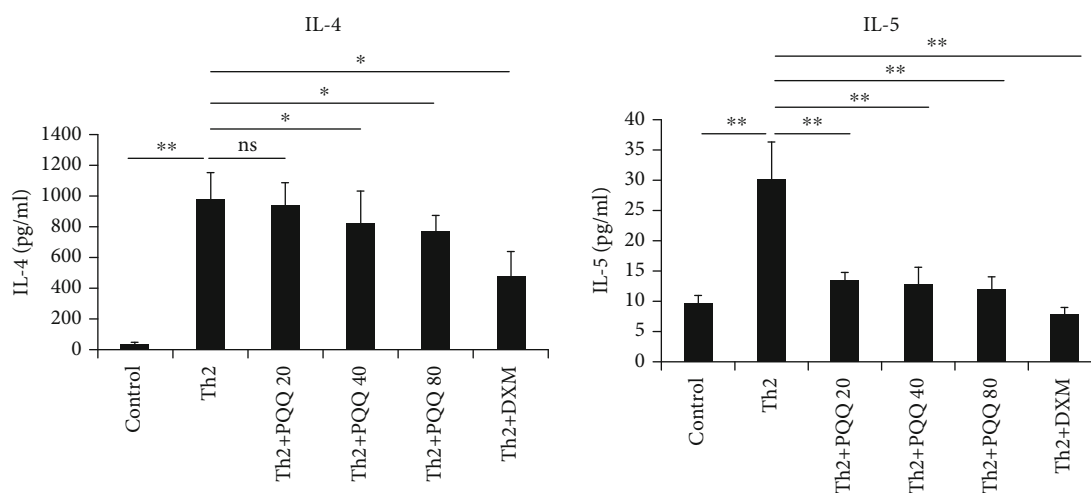 IL-4
*
*
*
**
ns
1400
1200
1000
800
600
400
200
0
IL-4 (pg/ml)
Control
Th2
Th2+PQQ 20
Th2+PQQ 40
Th2+PQQ 80
Th2+DXM
IL-5
**
**
**
**
**
40
35
30
25
20
15
10
5
0
IL-5 (pg/ml)
Control
Th2
Th2+PQQ 20
Th2+PQQ 40
Th2+PQQ 80
Th2+DXM